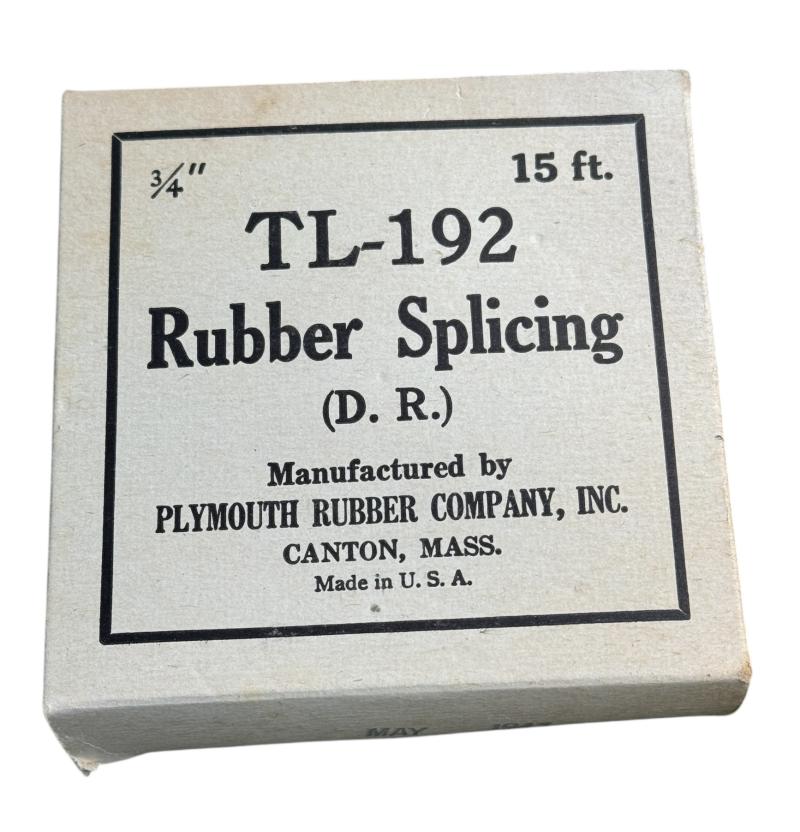 3/4" 15 ft.
TL-192
Rubber Splicing
(D. R.)
Manufactured by
PLYMOUTH RUBBER COMPANY, INC.
CANTON, MASS.
Made in U. S. A.
MAY